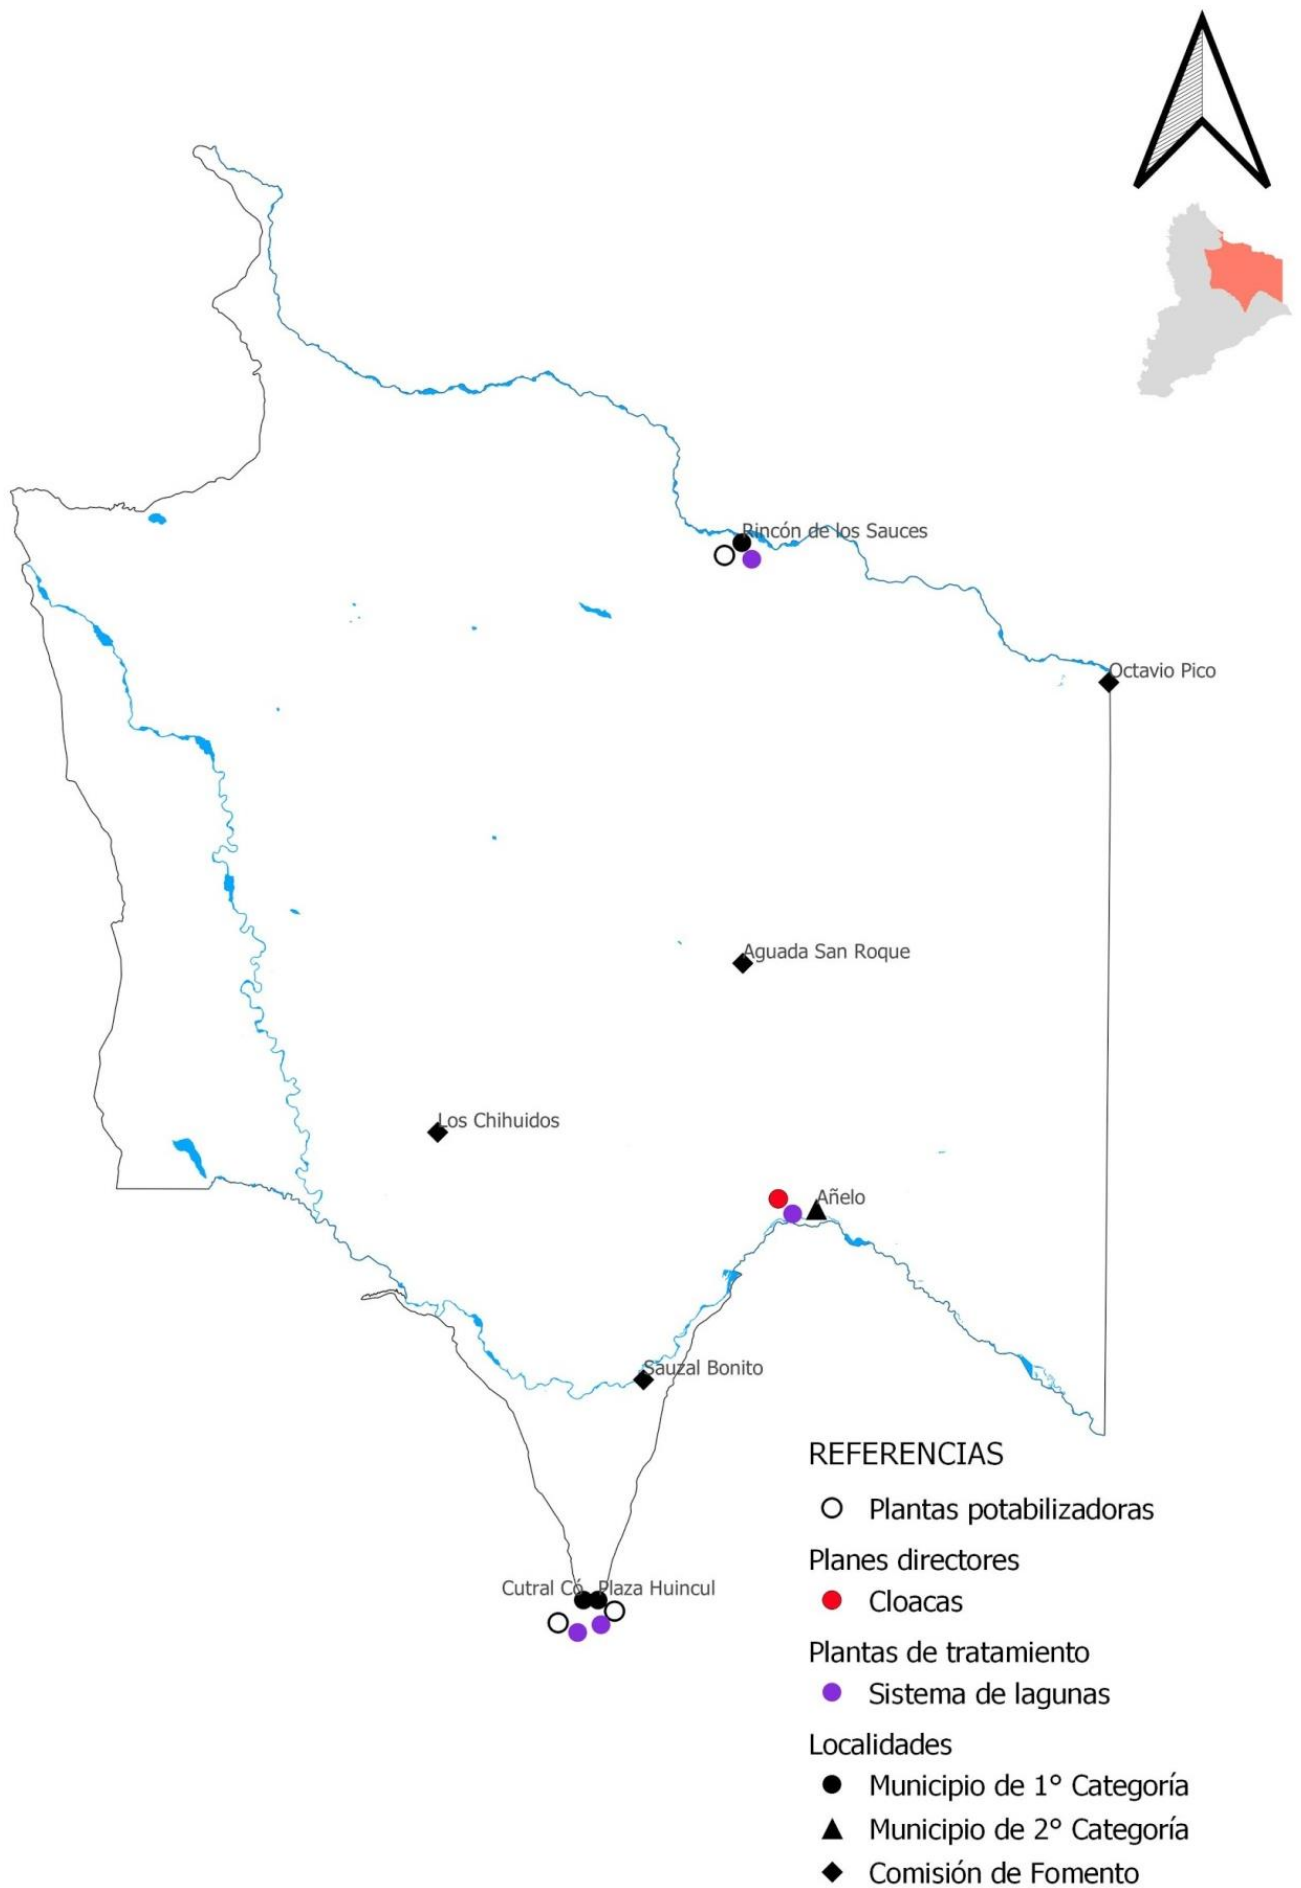 Rincón de los Sauces
Octavio Pico
Aguada San Roque
Los Chihuidos
Añelo
Sauzal Bonito
Cutral Có Plaza Huincul
REFERENCIAS
Plantas potabilizadoras
Planes directores
Cloacas
Plantas de tratamiento
Sistema de lagunas
Localidades
Municipio de 1° Categoría
Municipio de 2° Categoría
Comisión de Fomento